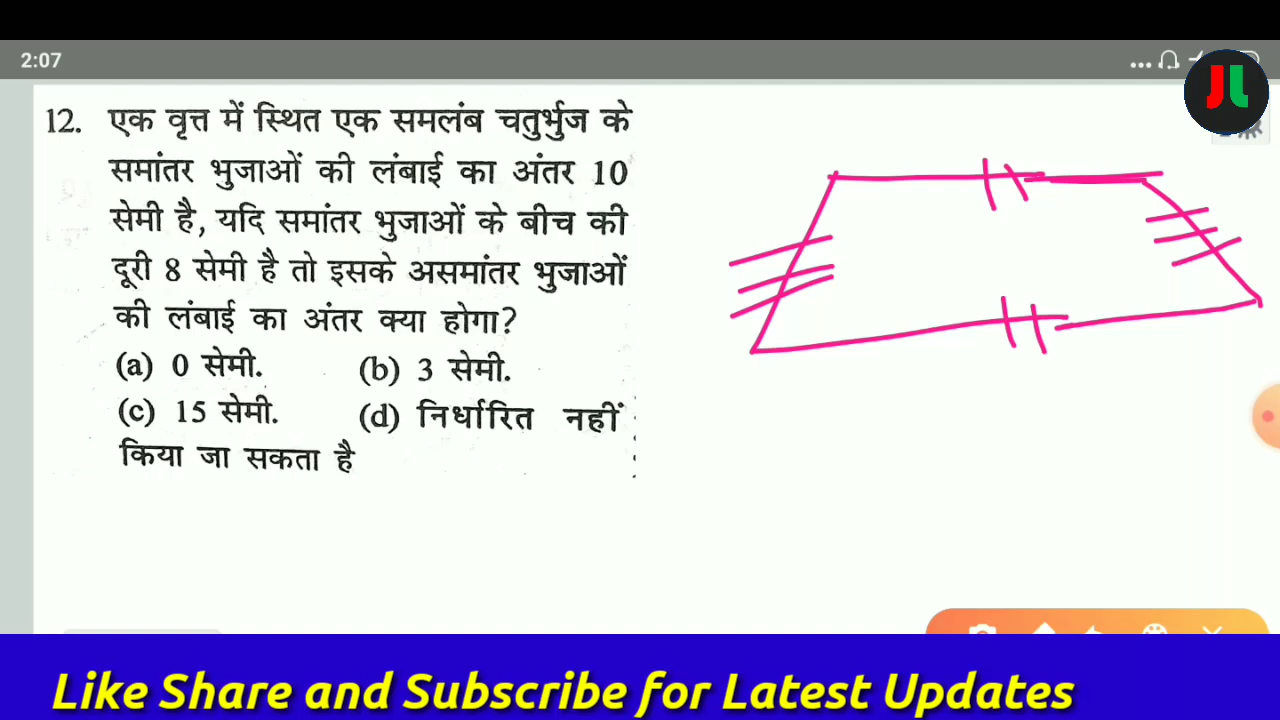 2:07
JL
12. एक वृत्त में स्थित एक समलंब चतुर्भुज के
समांतर भुजाओं की लंबाई का अंतर 10
सेमी है, यदि समांतर भुजाओं के बीच की
दूरी 8 सेमी है तो इसके असमांतर भुजाओं
की लंबाई का अंतर क्या होगा?
(a) 0 सेमी. (b) 3 सेमी.
(c) 15 सेमी. (d) निर्धारित नहीं
किया जा सकता है
Like Share and Subscribe for Latest Updates